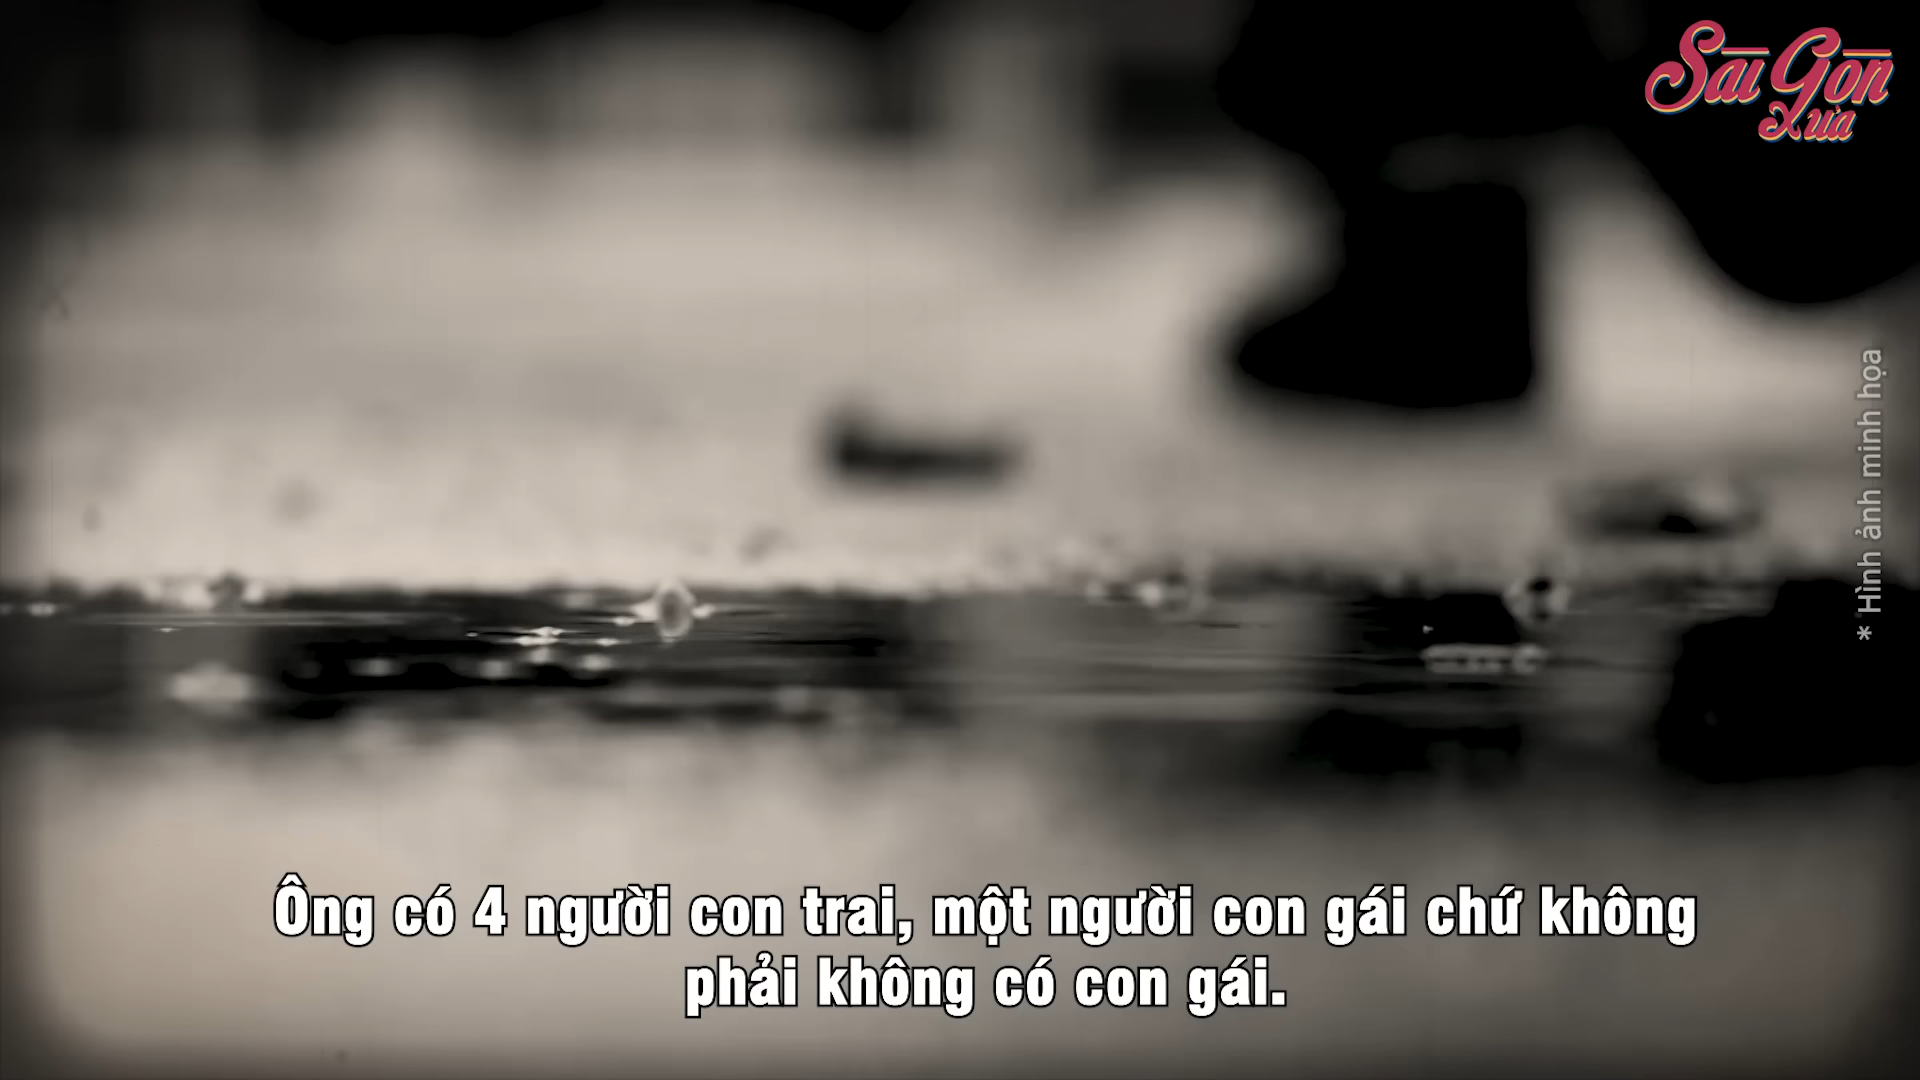 Sài Gòn
Xưa
* Hình ảnh minh họa
Ông có 4 người con trai, một người con gái chứ không
phải không có con gái.